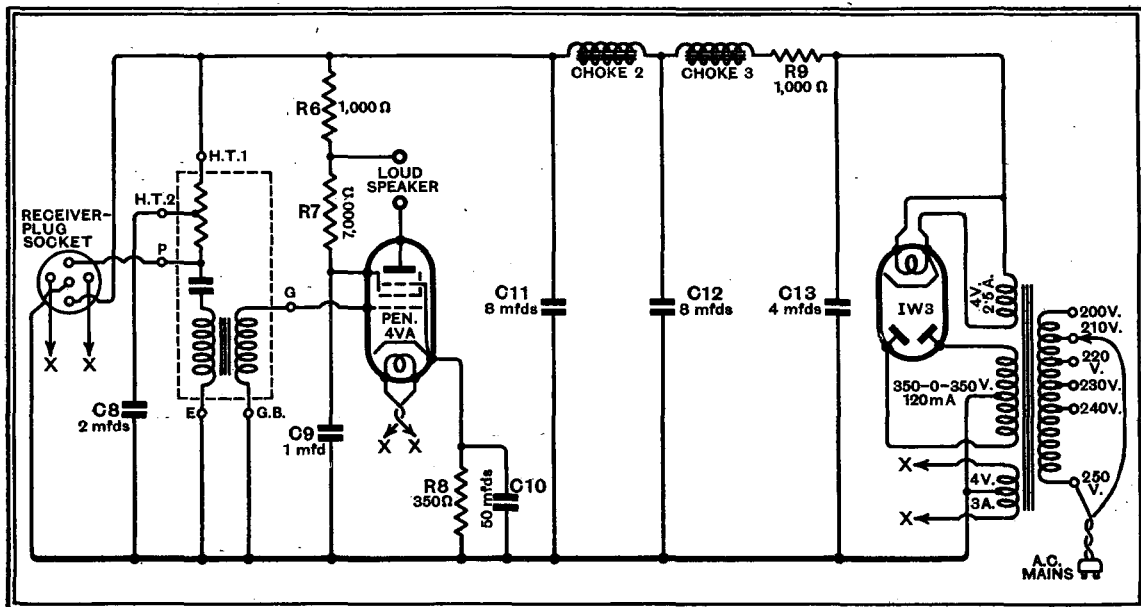 CHOKE 2
CHOKE 3
R9
1,000 Ω
R6
1,000 Ω
H.T.1
LOUD
SPEAKER
H.T.2
RECEIVER-
PLUG
SOCKET
R7
7,000 Ω
P
G
PEN.
4VA
C11
8 mfds
C12
8 mfds
C13
4 mfds
IW3
4V.
2·5A.
200V.
210V.
220
V.
230V.
240V.
350-0-350V.
120mA
X
X
C8
2 mfds
E
G.B.
C9
1 mfd
X
X
R8
350Ω
50 mfds
C10
X
4V.
3A.
X
250
V.
A.C.
MAINS